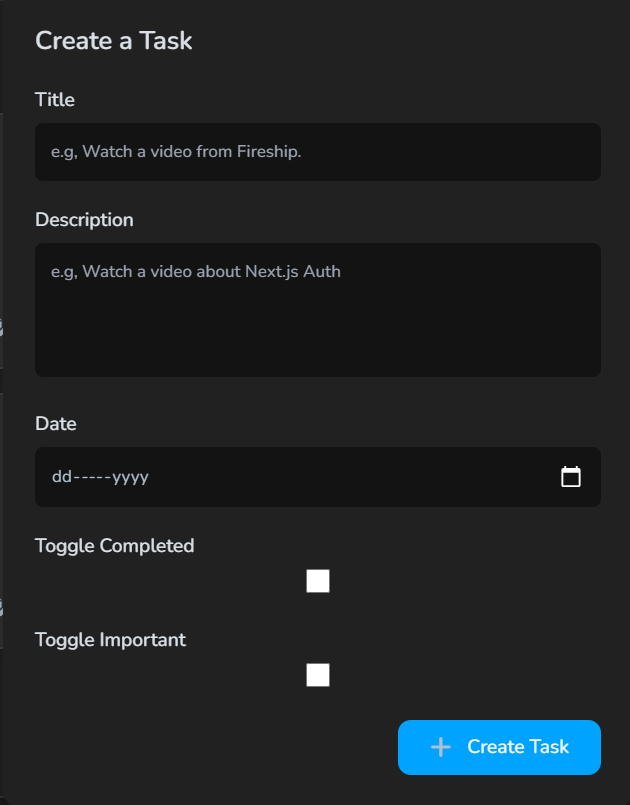 Create a Task
Title
e.g, Watch a video from Fireship.
Description
e.g, Watch a video about Next.js Auth
Date
dd-----yyyy
Toggle Completed
Toggle Important
Create Task